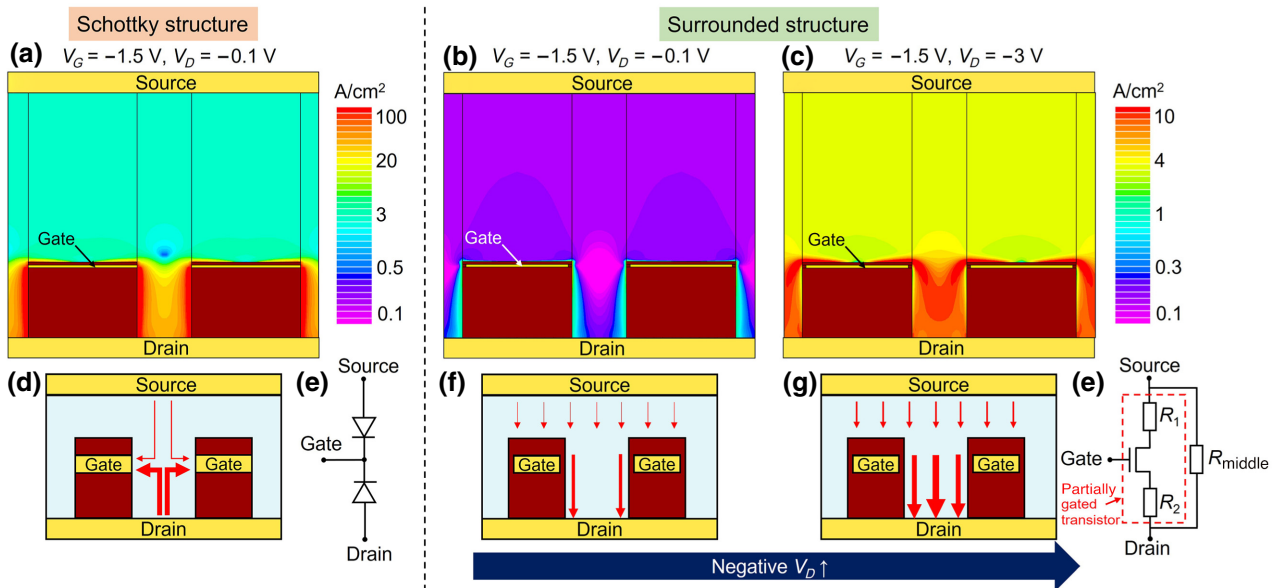 Schottky structure
Surrounded structure
(a)
V_G = −1.5 V, V_D = −0.1 V
Source
Gate
Drain
A/cm²
100
20
3
0.5
0.1
(b)
V_G = −1.5 V, V_D = −0.1 V
Source
Gate
Drain
(c)
V_G = −1.5 V, V_D = −3 V
Source
Gate
Drain
A/cm²
10
4
1
0.3
0.1
(d)
Source
Gate
Gate
Drain
(e)
Source
Gate
Drain
(f)
Source
Gate
Gate
Drain
(g)
Source
Gate
Gate
Drain
(e)
Source
R₁
Gate
R_middle
Partially
gated
transistor
R₂
Drain
Negative V_D ↑